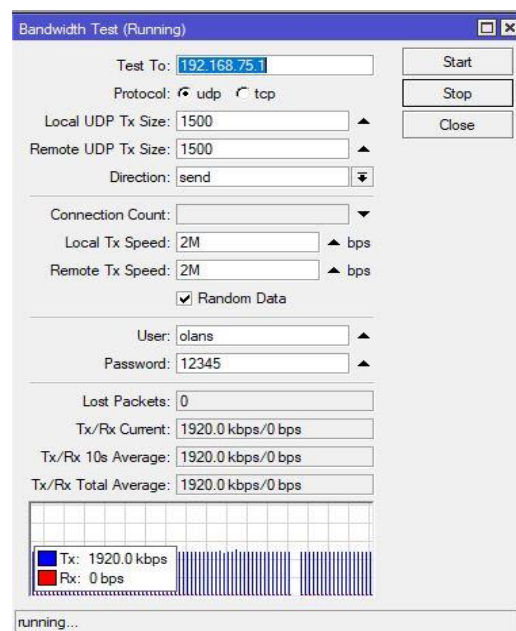 Bandwidth Test (Running)
Test To: 192.168.75.1
Start
Protocol: udp tcp
Stop
Local UDP Tx Size: 1500
Close
Remote UDP Tx Size: 1500
Direction: send
Connection Count:
Local Tx Speed: 2M bps
Remote Tx Speed: 2M bps
Random Data
User: olans
Password: 12345
Lost Packets: 0
Tx/Rx Current: 1920.0 kbps/0 bps
Tx/Rx 10s Average: 1920.0 kbps/0 bps
Tx/Rx Total Average: 1920.0 kbps/0 bps
Tx: 1920.0 kbps
Rx: 0 bps
running...